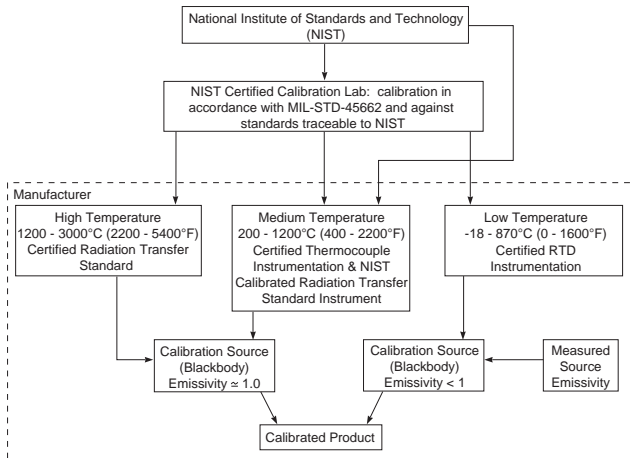 National Institute of Standards and Technology
(NIST)
NIST Certified Calibration Lab: calibration in
accordance with MIL-STD-45662 and against
standards traceable to NIST
Manufacturer
High Temperature
1200 - 3000°C (2200 - 5400°F)
Certified Radiation Transfer
Standard
Medium Temperature
200 - 1200°C (400 - 2200°F)
Certified Thermocouple
Instrumentation & NIST
Calibrated Radiation Transfer
Standard Instrument
Low Temperature
-18 - 870°C (0 - 1600°F)
Certified RTD
Instrumentation
Calibration Source
(Blackbody)
Emissivity ≃ 1.0
Calibration Source
(Blackbody)
Emissivity < 1
Measured
Source
Emissivity
Calibrated Product